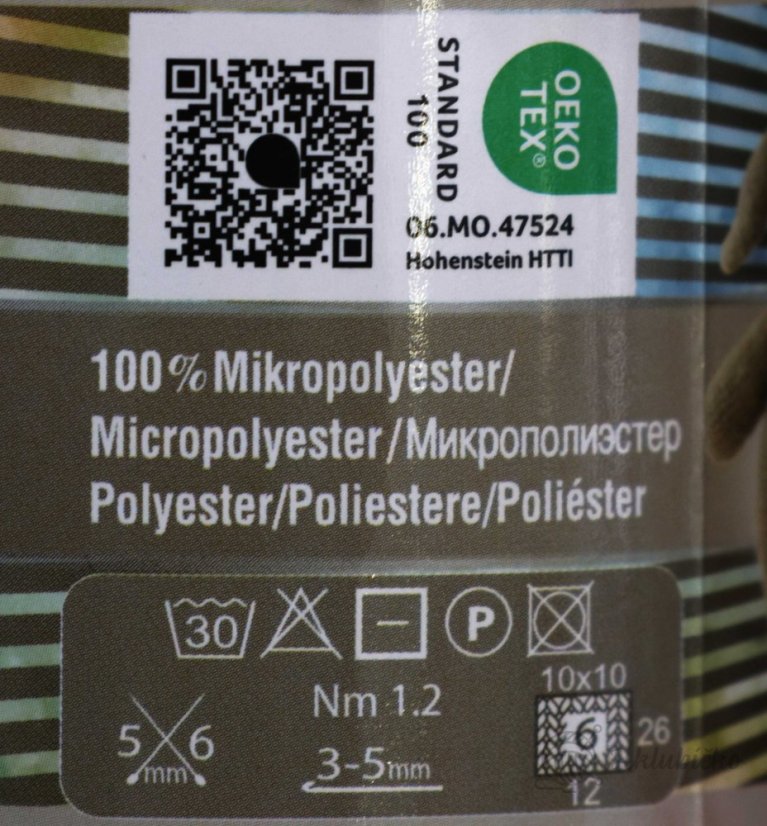 STANDARD
100
OEKO
TEX®
06.MO.47524
Hohenstein HTTI
100% Mikropolyester/
Micropolyester/Микрополиэстер
Polyester/Poliestere/Poliéster
30 P
10x10
5 6
mm
Nm 1.2
3-5mm
6
26
12
klubíčko